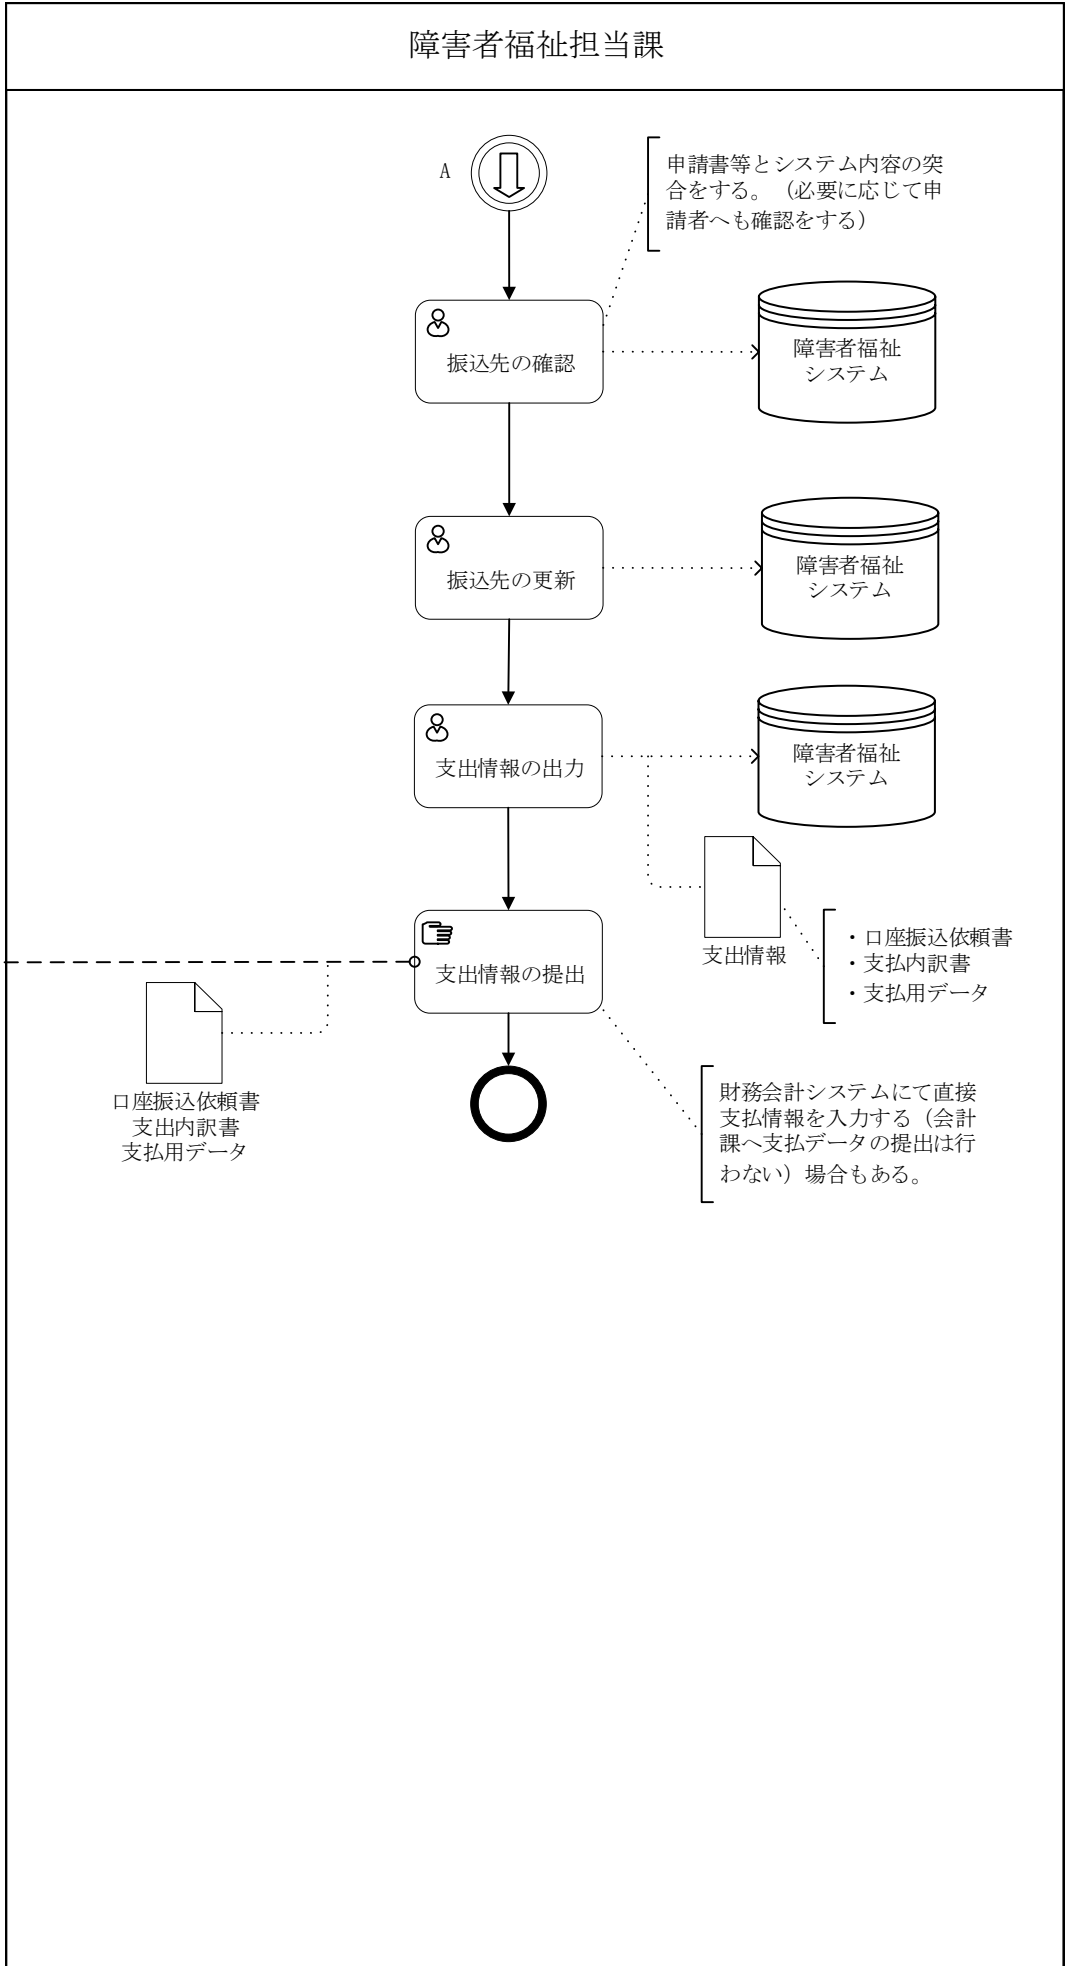 障害者福祉担当課
A
申請書等とシステム内容の突
合をする。（必要に応じて申
請者へも確認をする）
振込先の確認
障害者福祉
システム
振込先の更新
障害者福祉
システム
支出情報の出力
障害者福祉
システム
支出情報
・口座振込依頼書
・支払内訳書
・支払用データ
支出情報の提出
口座振込依頼書
支出内訳書
支払用データ
財務会計システムにて直接
支払情報を入力する（会計
課へ支払データの提出は行
わない）場合もある。